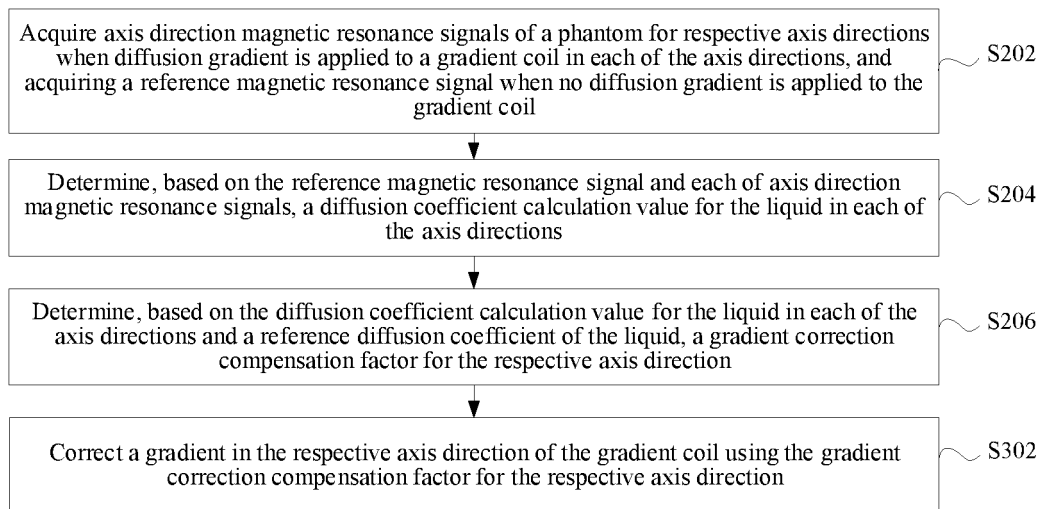 Acquire axis direction magnetic resonance signals of a phantom for respective axis directions
when diffusion gradient is applied to a gradient coil in each of the axis directions, and
acquiring a reference magnetic resonance signal when no diffusion gradient is applied to the
gradient coil
S202
Determine, based on the reference magnetic resonance signal and each of axis direction
magnetic resonance signals, a diffusion coefficient calculation value for the liquid in each of
the axis directions
S204
Determine, based on the diffusion coefficient calculation value for the liquid in each of the
axis directions and a reference diffusion coefficient of the liquid, a gradient correction
compensation factor for the respective axis direction
S206
Correct a gradient in the respective axis direction of the gradient coil using the gradient
correction compensation factor for the respective axis direction
S302